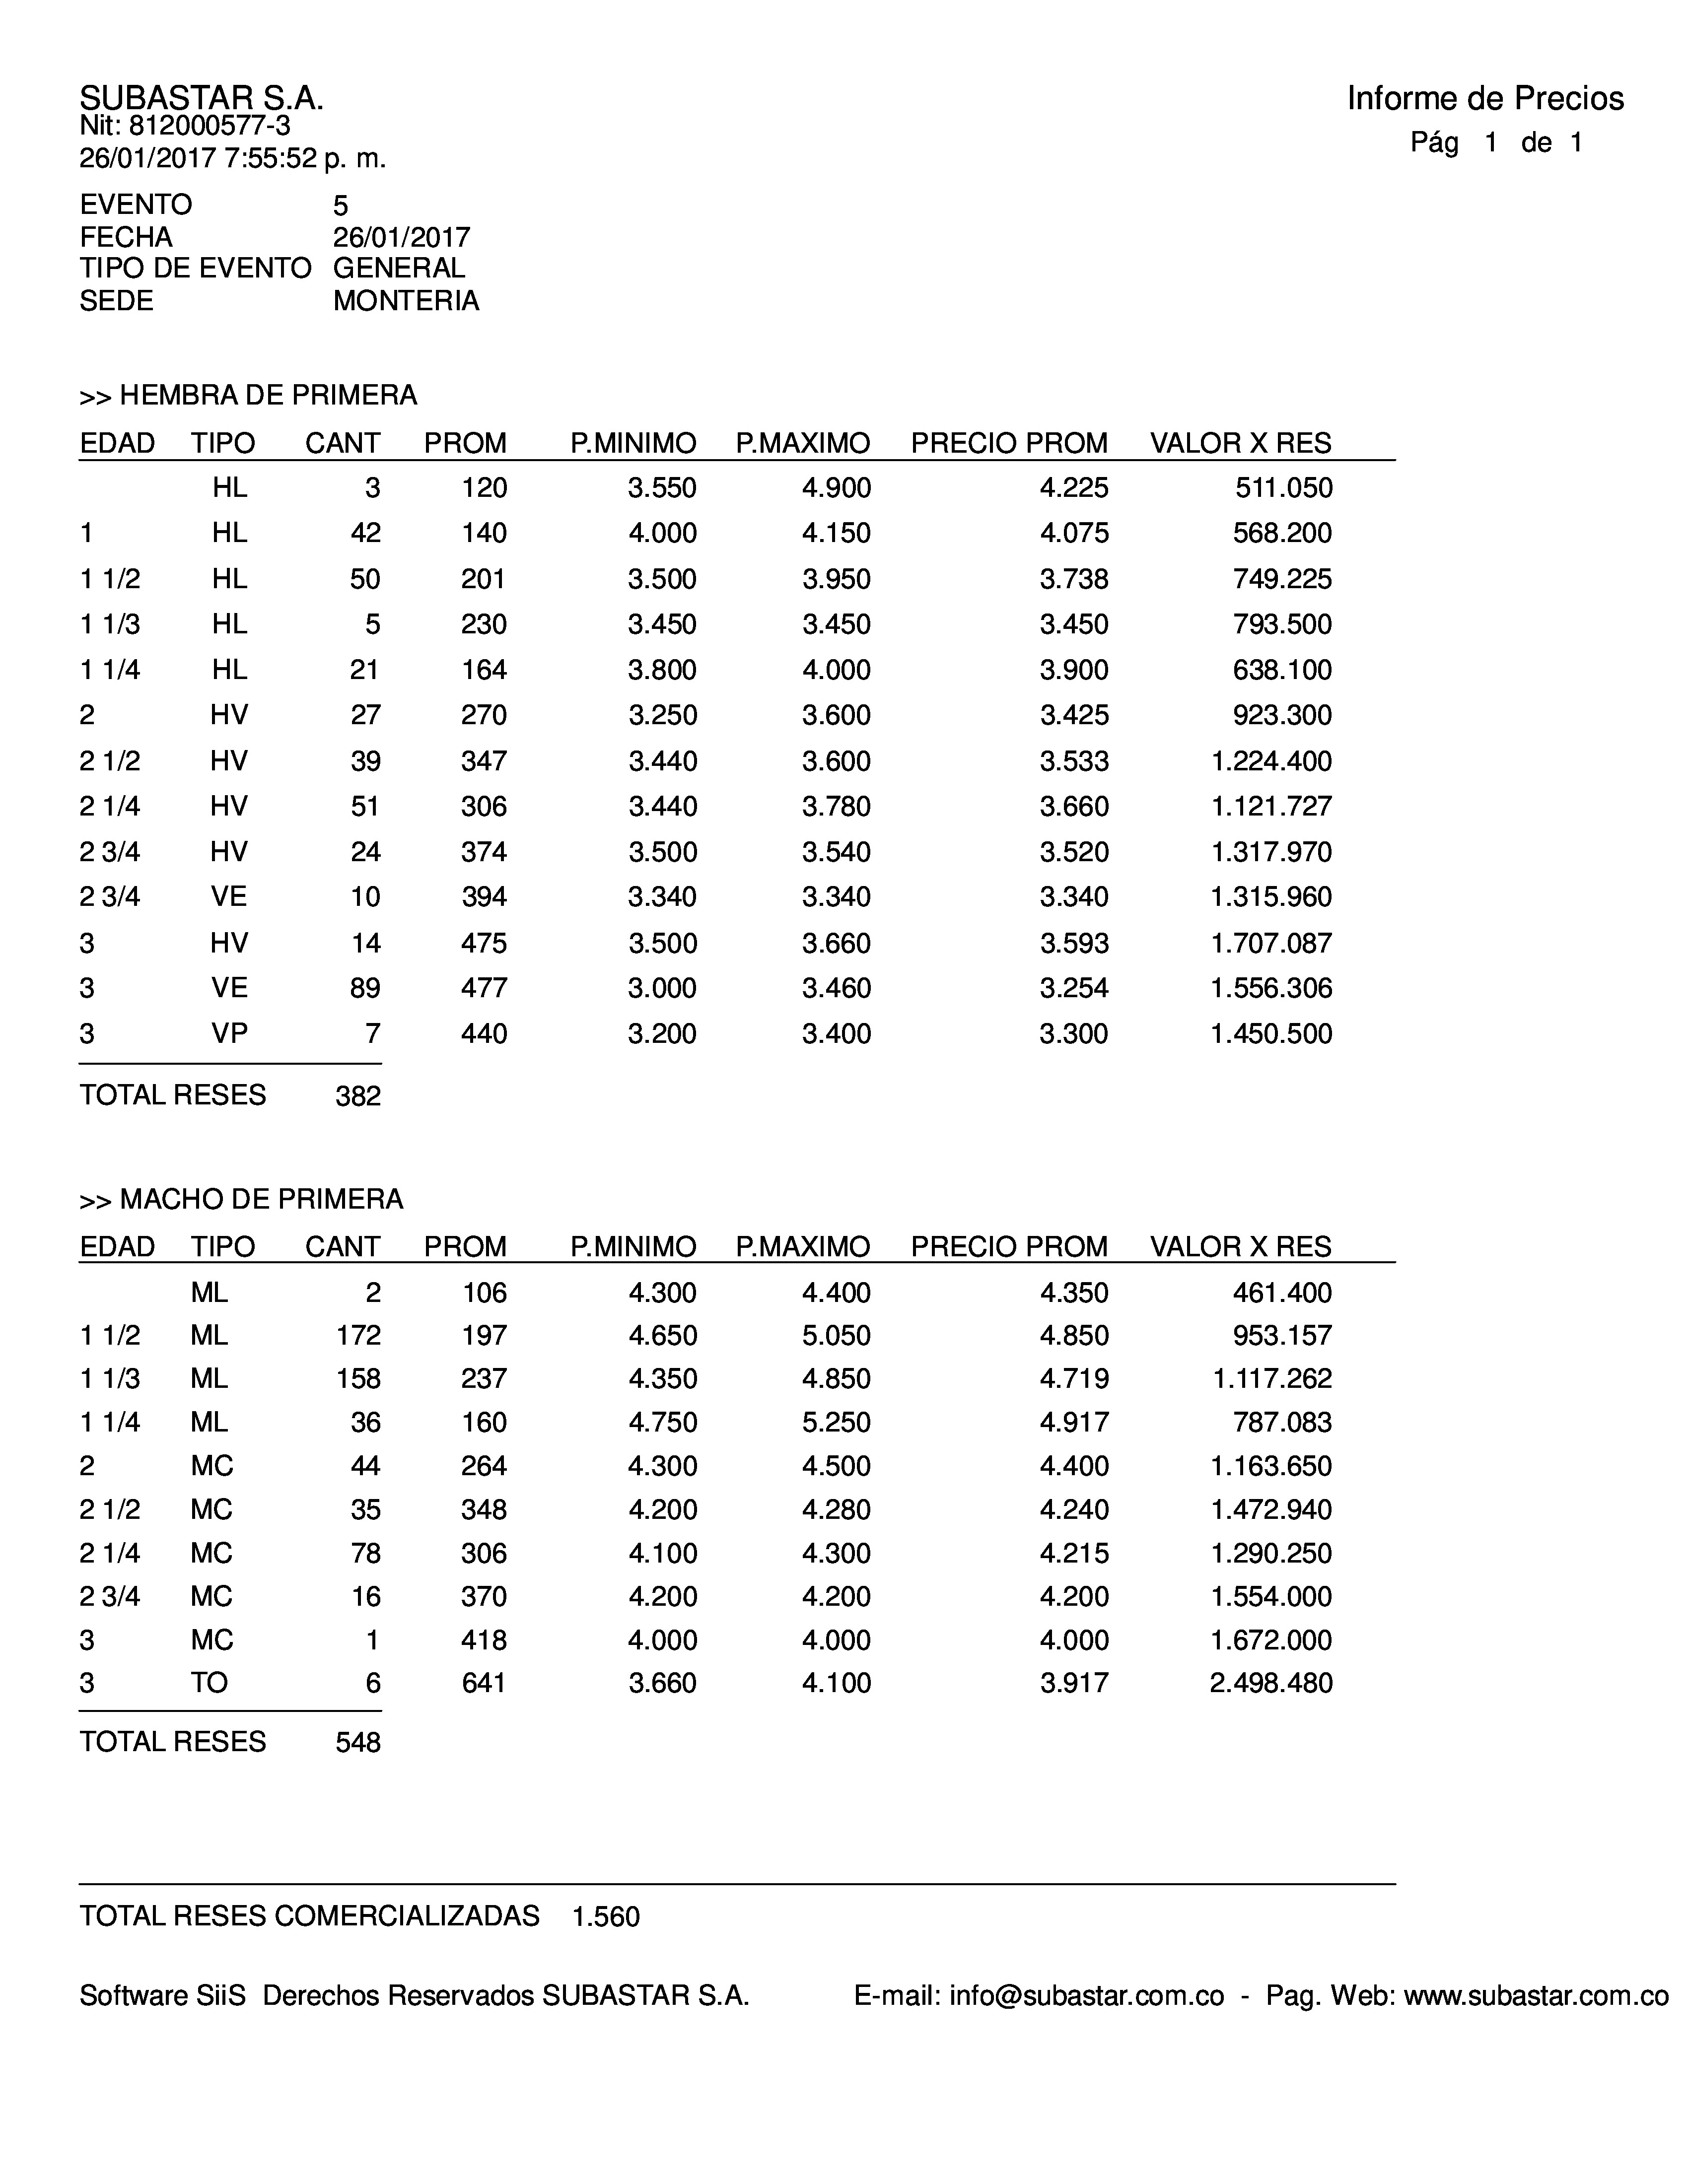 SUBASTAR S.A.
Nit: 812000577-3
26/01/2017 7:55:52 p. m.
Informe de Precios
Pág 1 de 1
EVENTO 5
FECHA 26/01/2017
TIPO DE EVENTO GENERAL
SEDE MONTERIA
>> HEMBRA DE PRIMERA
EDAD TIPO CANT PROM P.MINIMO P.MAXIMO PRECIO PROM VALOR X RES
HL 3 120 3.550 4.900 4.225 511.050
1 HL 42 140 4.000 4.150 4.075 568.200
1 1/2 HL 50 201 3.500 3.950 3.738 749.225
1 1/3 HL 5 230 3.450 3.450 3.450 793.500
1 1/4 HL 21 164 3.800 4.000 3.900 638.100
2 HV 27 270 3.250 3.600 3.425 923.300
2 1/2 HV 39 347 3.440 3.600 3.533 1.224.400
2 1/4 HV 51 306 3.440 3.780 3.660 1.121.727
2 3/4 HV 24 374 3.500 3.540 3.520 1.317.970
2 3/4 VE 10 394 3.340 3.340 3.340 1.315.960
3 HV 14 475 3.500 3.660 3.593 1.707.087
3 VE 89 477 3.000 3.460 3.254 1.556.306
3 VP 7 440 3.200 3.400 3.300 1.450.500
TOTAL RESES 382
>> MACHO DE PRIMERA
EDAD TIPO CANT PROM P.MINIMO P.MAXIMO PRECIO PROM VALOR X RES
ML 2 106 4.300 4.400 4.350 461.400
1 1/2 ML 172 197 4.650 5.050 4.850 953.157
1 1/3 ML 158 237 4.350 4.850 4.719 1.117.262
1 1/4 ML 36 160 4.750 5.250 4.917 787.083
2 MC 44 264 4.300 4.500 4.400 1.163.650
2 1/2 MC 35 348 4.200 4.280 4.240 1.472.940
2 1/4 MC 78 306 4.100 4.300 4.215 1.290.250
2 3/4 MC 16 370 4.200 4.200 4.200 1.554.000
3 MC 1 418 4.000 4.000 4.000 1.672.000
3 TO 6 641 3.660 4.100 3.917 2.498.480
TOTAL RESES 548
TOTAL RESES COMERCIALIZADAS 1.560
Software SiiS Derechos Reservados SUBASTAR S.A. E-mail: info@subastar.com.co - Pag. Web: www.subastar.com.co